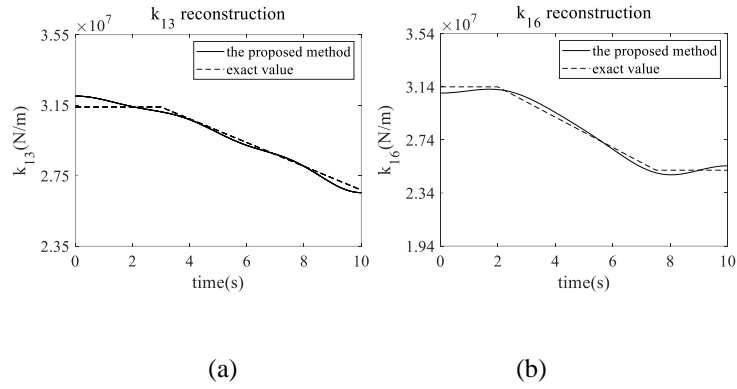 k13 reconstruction
×10^7
3.55
3.15
2.75
2.35
k13(N/m)
the proposed method
exact value
0 2 4 6 8 10
time(s)
(a)
k16 reconstruction
×10^7
3.54
3.14
2.74
2.34
1.94
k16(N/m)
the proposed method
exact value
0 2 4 6 8 10
time(s)
(b)